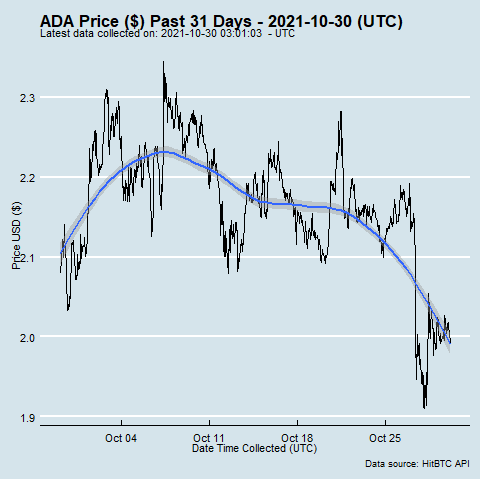 ADA Price ($) Past 31 Days - 2021-10-30 (UTC)
Latest data collected on: 2021-10-30 03:01:03 - UTC
Price USD ($)
2.3
2.2
2.1
2.0
1.9
Oct 04
Oct 11
Oct 18
Oct 25
Date Time Collected (UTC)
Data source: HitBTC API